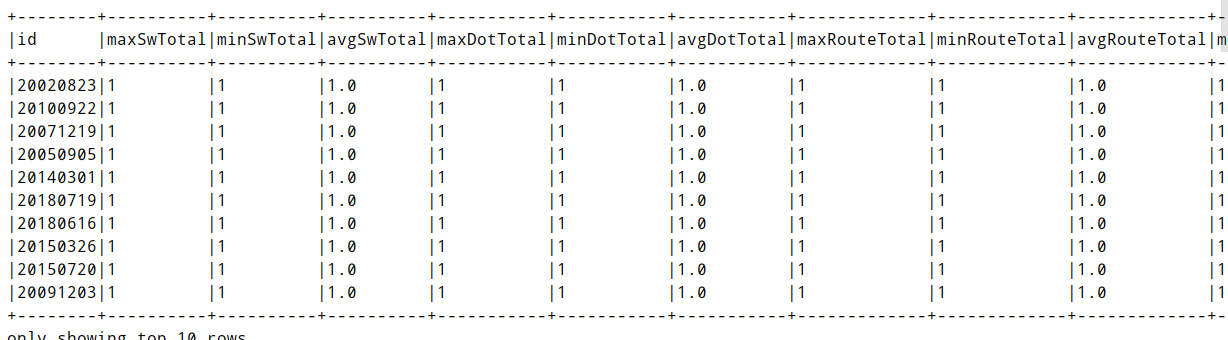 +--------+----------+----------+----------+-----------+-----------+-----------+-------------+-------------+-------------+-
|id      |maxSwTotal|minSwTotal|avgSwTotal|maxDotTotal|minDotTotal|avgDotTotal|maxRouteTotal|minRouteTotal|avgRouteTotal|m
+--------+----------+----------+----------+-----------+-----------+-----------+-------------+-------------+-------------+-
|20020823|1         |1         |1.0       |1          |1          |1.0        |1            |1            |1.0          |1
|20100922|1         |1         |1.0       |1          |1          |1.0        |1            |1            |1.0          |1
|20071219|1         |1         |1.0       |1          |1          |1.0        |1            |1            |1.0          |1
|20050905|1         |1         |1.0       |1          |1          |1.0        |1            |1            |1.0          |1
|20140301|1         |1         |1.0       |1          |1          |1.0        |1            |1            |1.0          |1
|20180719|1         |1         |1.0       |1          |1          |1.0        |1            |1            |1.0          |1
|20180616|1         |1         |1.0       |1          |1          |1.0        |1            |1            |1.0          |1
|20150326|1         |1         |1.0       |1          |1          |1.0        |1            |1            |1.0          |1
|20150720|1         |1         |1.0       |1          |1          |1.0        |1            |1            |1.0          |1
|20091203|1         |1         |1.0       |1          |1          |1.0        |1            |1            |1.0          |1
+--------+----------+----------+----------+-----------+-----------+-----------+-------------+-------------+-------------+-
only showing top 10 rows